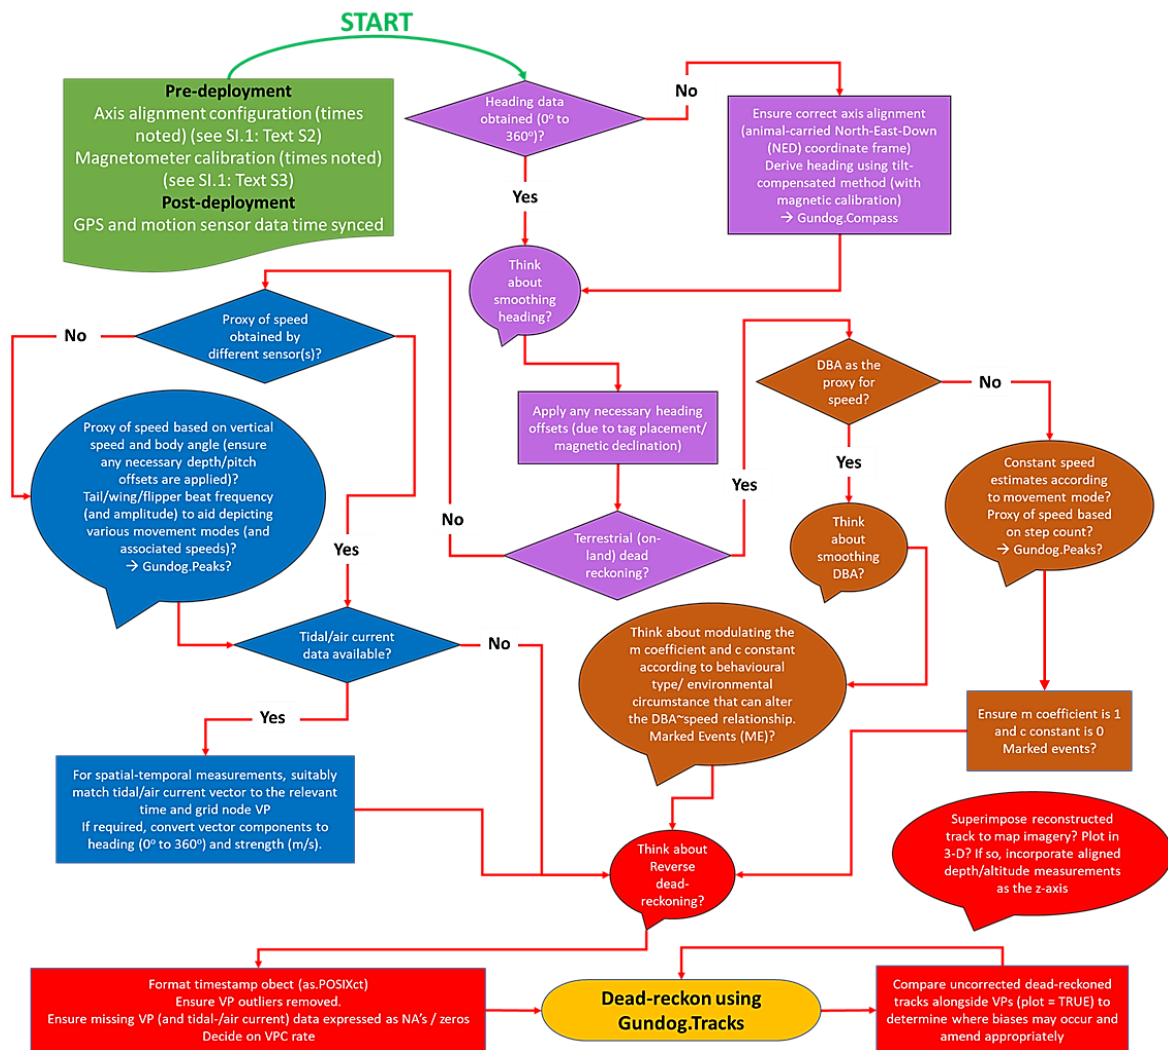 START
Pre-deployment
Axis alignment configuration (times
noted) (see SI.1: Text S2)
Magnetometer calibration (times noted)
(see SI.1: Text S3)
Post-deployment
GPS and motion sensor data time synced
Heading data
obtained (0° to
360°)?
No
Yes
Ensure correct axis alignment
(animal-carried North-East-Down
(NED) coordinate frame)
Derive heading using tilt-
compensated method (with
magnetic calibration)
→ Gundog.Compass
Think
about
smoothing
heading?
Apply any necessary heading
offsets (due to tag placement/
magnetic declination)
Terrestrial (on-
land) dead
reckoning?
No
Yes
Proxy of speed
obtained by
different sensor(s)?
No
Yes
Proxy of speed based on vertical
speed and body angle (ensure
any necessary depth/pitch
offsets are applied)?
Tail/wing/flipper beat frequency
(and amplitude) to aid depicting
various movement modes (and
associated speeds)?
→ Gundog.Peaks?
Tidal/air current
data available?
No
Yes
For spatial-temporal measurements, suitably
match tidal/air current vector to the relevant
time and grid node VP
If required, convert vector components to
heading (0° to 360°) and strength (m/s).
DBA as the
proxy for
speed?
No
Yes
Think
about
smoothing
DBA?
Constant speed
estimates according
to movement mode?
Proxy of speed based
on step count?
→ Gundog.Peaks?
Think about modulating the
m coefficient and c constant
according to behavioural
type/ environmental
circumstance that can alter
the DBA~speed relationship.
Marked Events (ME)?
Ensure m coefficient is 1
and c constant is 0
Marked events?
Think about
Reverse
dead-
reckoning?
Superimpose reconstructed
track to map imagery? Plot in
3-D? If so, incorporate aligned
depth/altitude measurements
as the z-axis
Format timestamp obect (as.POSIXct)
Ensure VP outliers removed.
Ensure missing VP (and tidal-/air current) data expressed as NA's / zeros
Decide on VPC rate
Dead-reckon using
Gundog.Tracks
Compare uncorrected dead-reckoned
tracks alongside VPs (plot = TRUE) to
determine where biases may occur and
amend appropriately